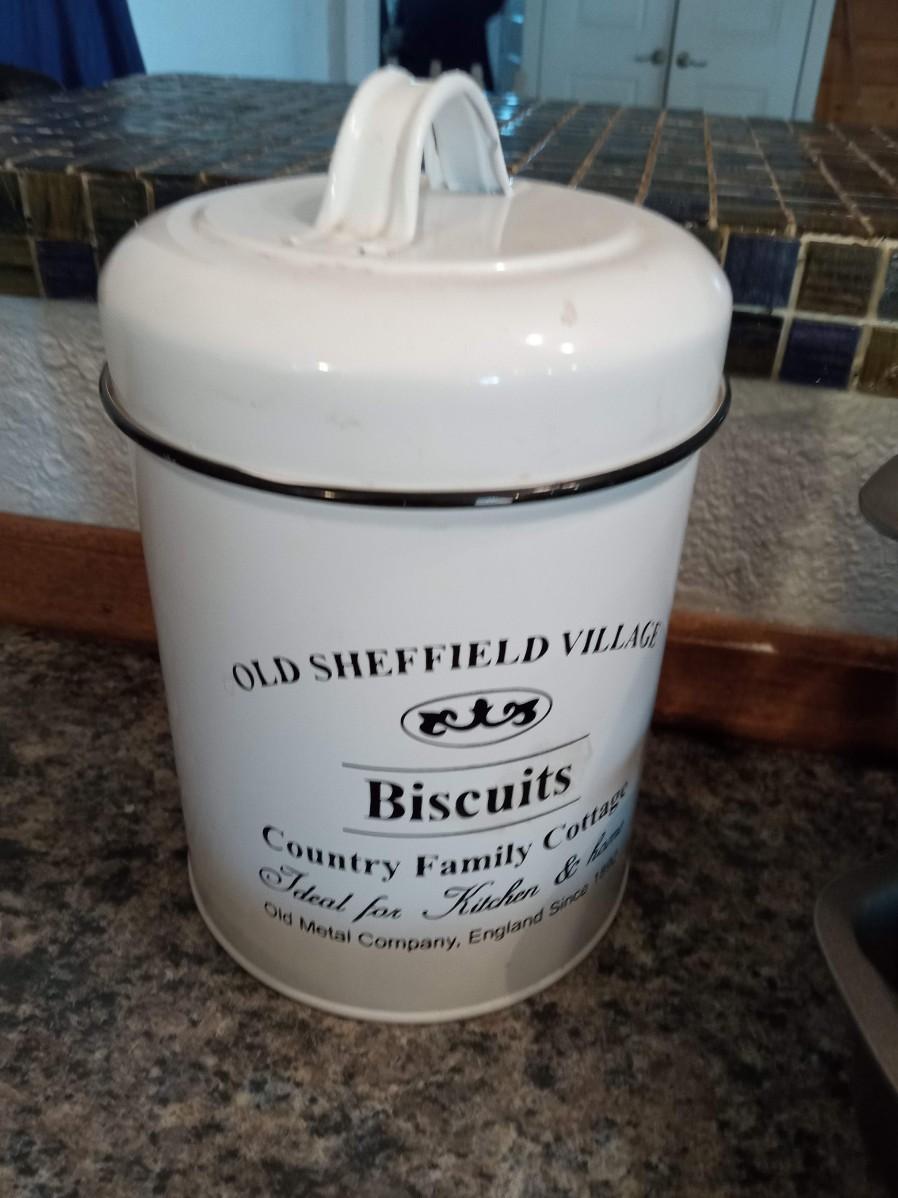 OLD SHEFFIELD VILLAGE
Biscuits
Country Family Cottage
Ideal for Kitchen & home
Old Metal Company, England Since